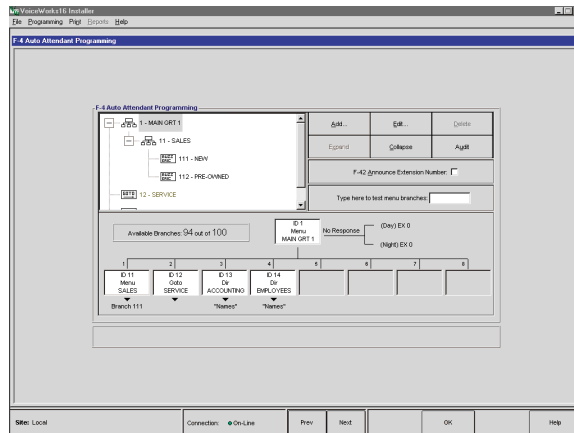 VoiceWorks16 Installer
File Programming Print Reports Help
F-4 Auto Attendant Programming
F-4 Auto Attendant Programming
1 - MAIN GRT 1
11 - SALES
111 - NEW
112 - PRE-OWNED
12 - SERVICE
Add... Edit... Delete
Expand Collapse Audit
F-42 Announce Extension Number:
Type here to test menu branches:
Available Branches: 94 out of 100
ID 1
Menu
MAIN GRT 1
No Response
(Day) EX 0
(Night) EX 0
1 2 3 4 5 6 7 8
ID 11 ID 12 ID 13 ID 14
Menu Goto Dir Dir
SALES SERVICE ACCOUNTING EMPLOYEES
Branch 111 "Names" "Names"
Site: Local Connection: On-Line Prev Next OK Help